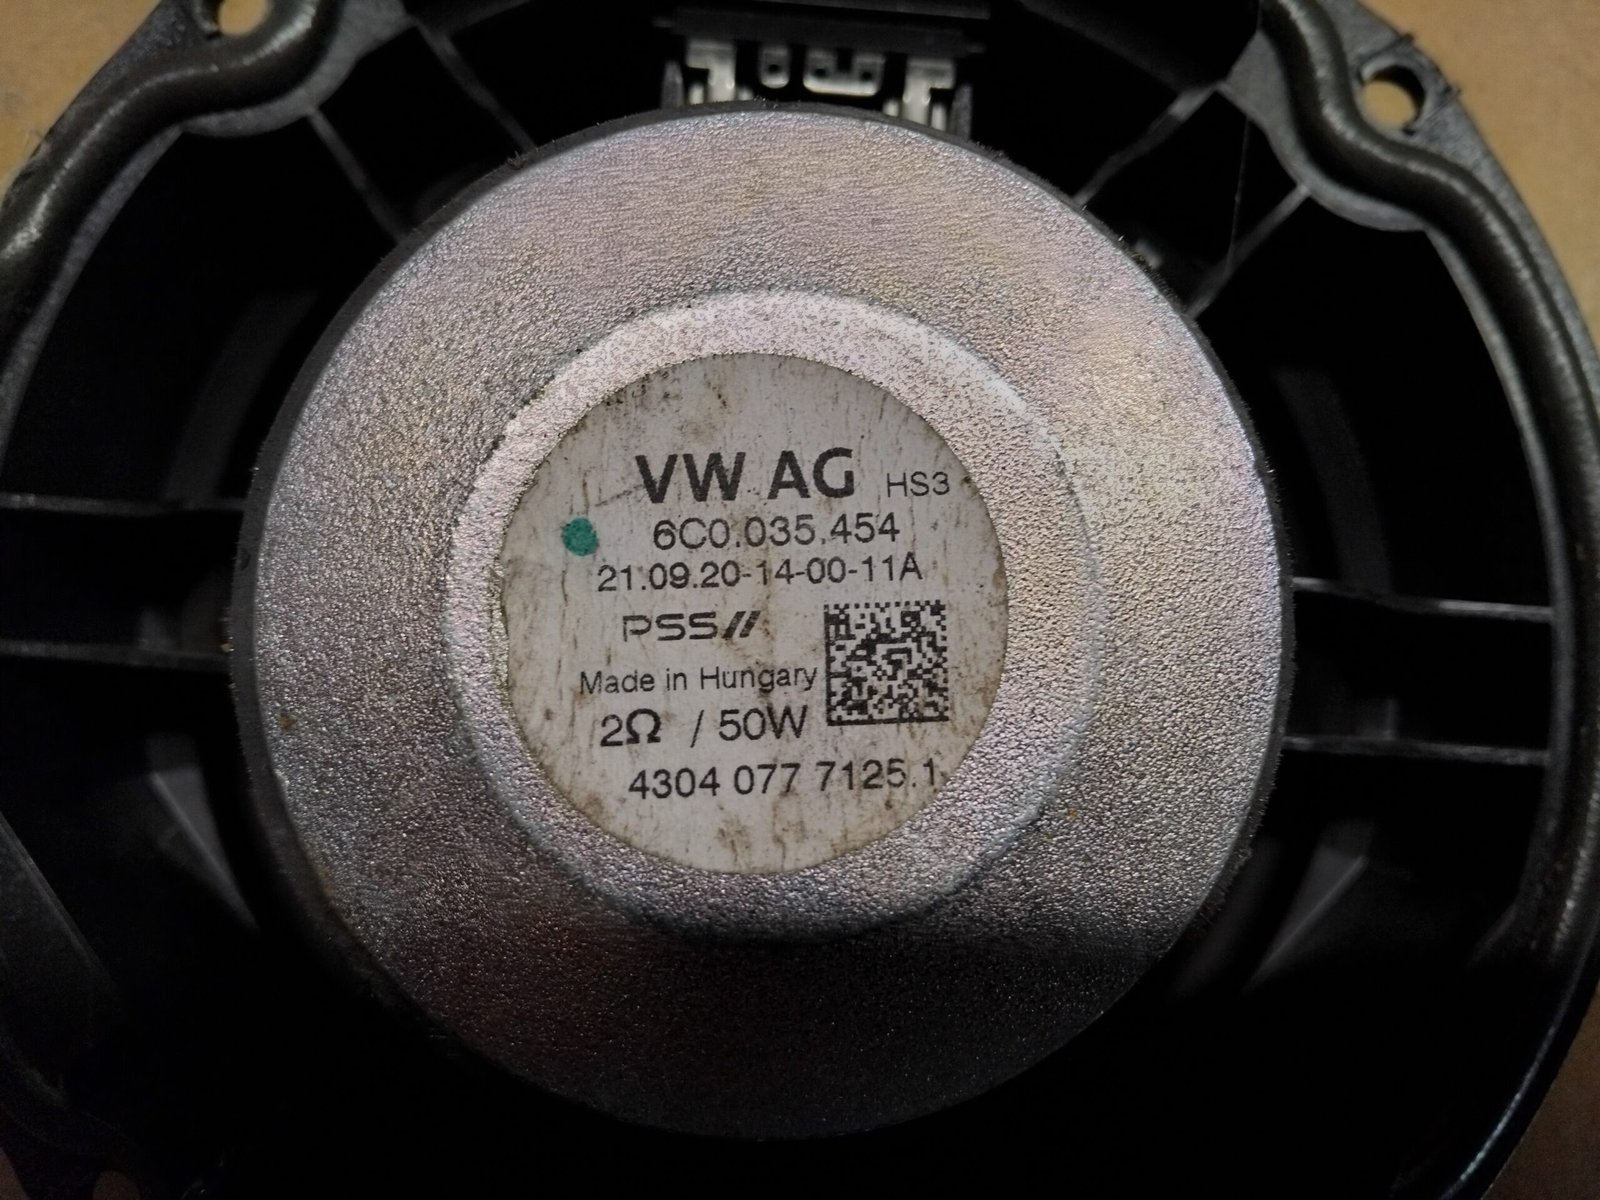 VW AG HS3
6C0.035.454
21.09.20-14-00-11A
PSS//
Made in Hungary
2Ω / 50W
4304 077 7125.1